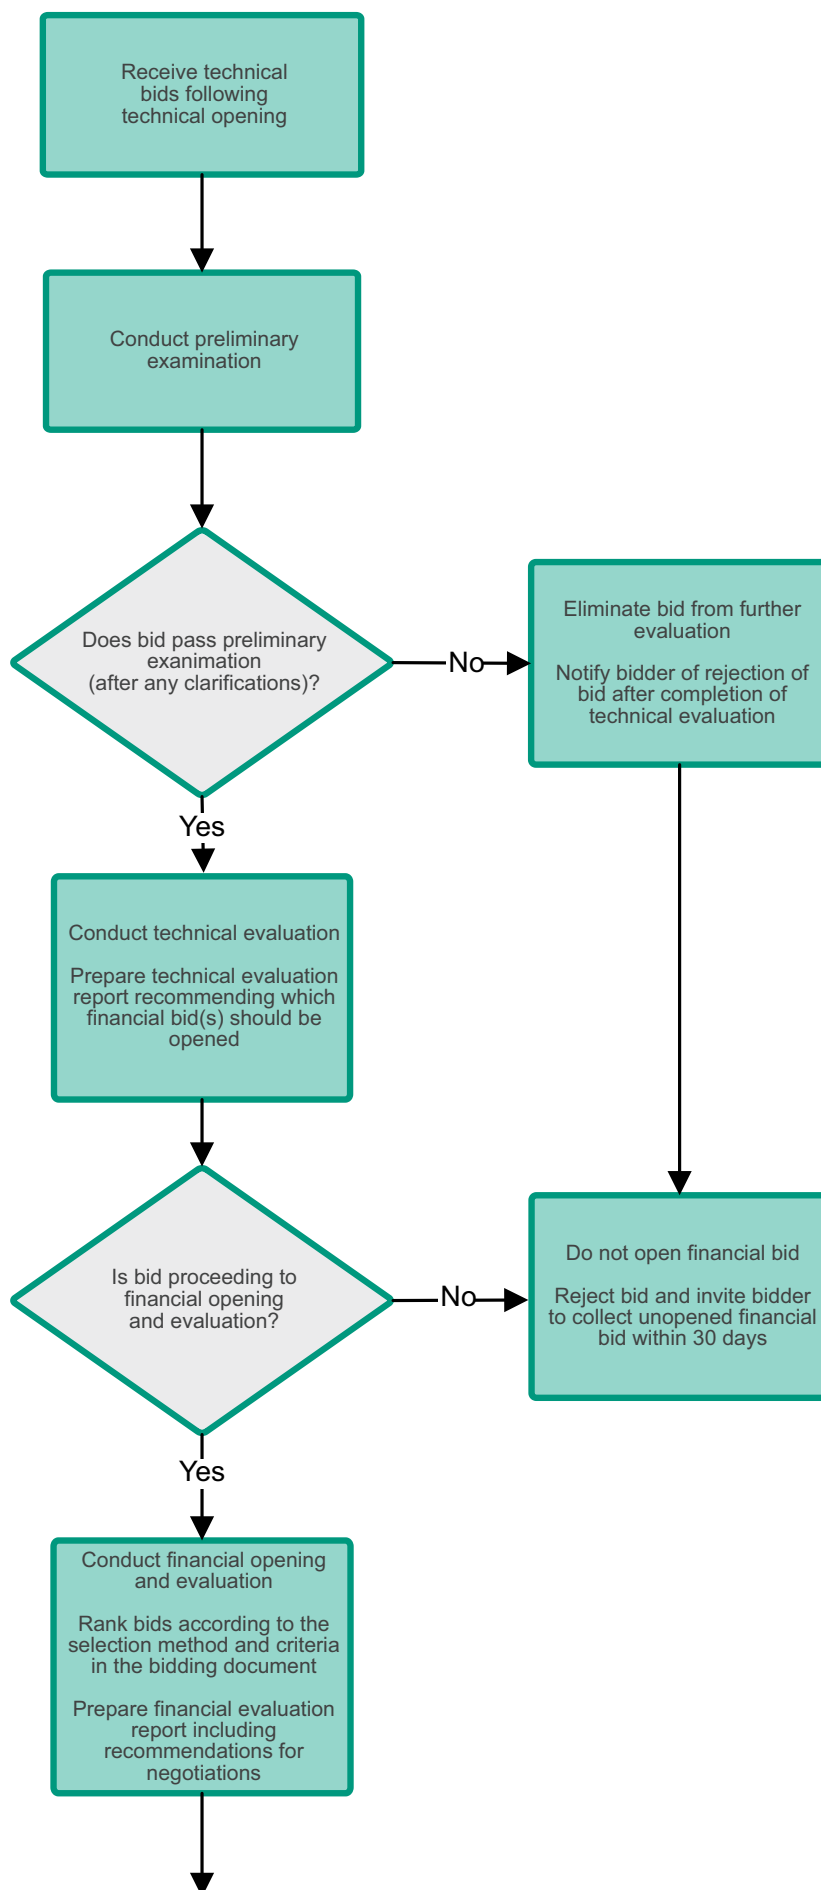 Receive technical
bids following
technical opening
Conduct preliminary
examination
Does bid pass preliminary
exanimation
(after any clarifications)?
No
Eliminate bid from further
evaluation
Notify bidder of rejection of
bid after completion of
technical evaluation
Yes
Conduct technical evaluation
Prepare technical evaluation
report recommending which
financial bid(s) should be
opened
Is bid proceeding to
financial opening
and evaluation?
No
Do not open financial bid
Reject bid and invite bidder
to collect unopened financial
bid within 30 days
Yes
Conduct financial opening
and evaluation
Rank bids according to the
selection method and criteria
in the bidding document
Prepare financial evaluation
report including
recommendations for
negotiations